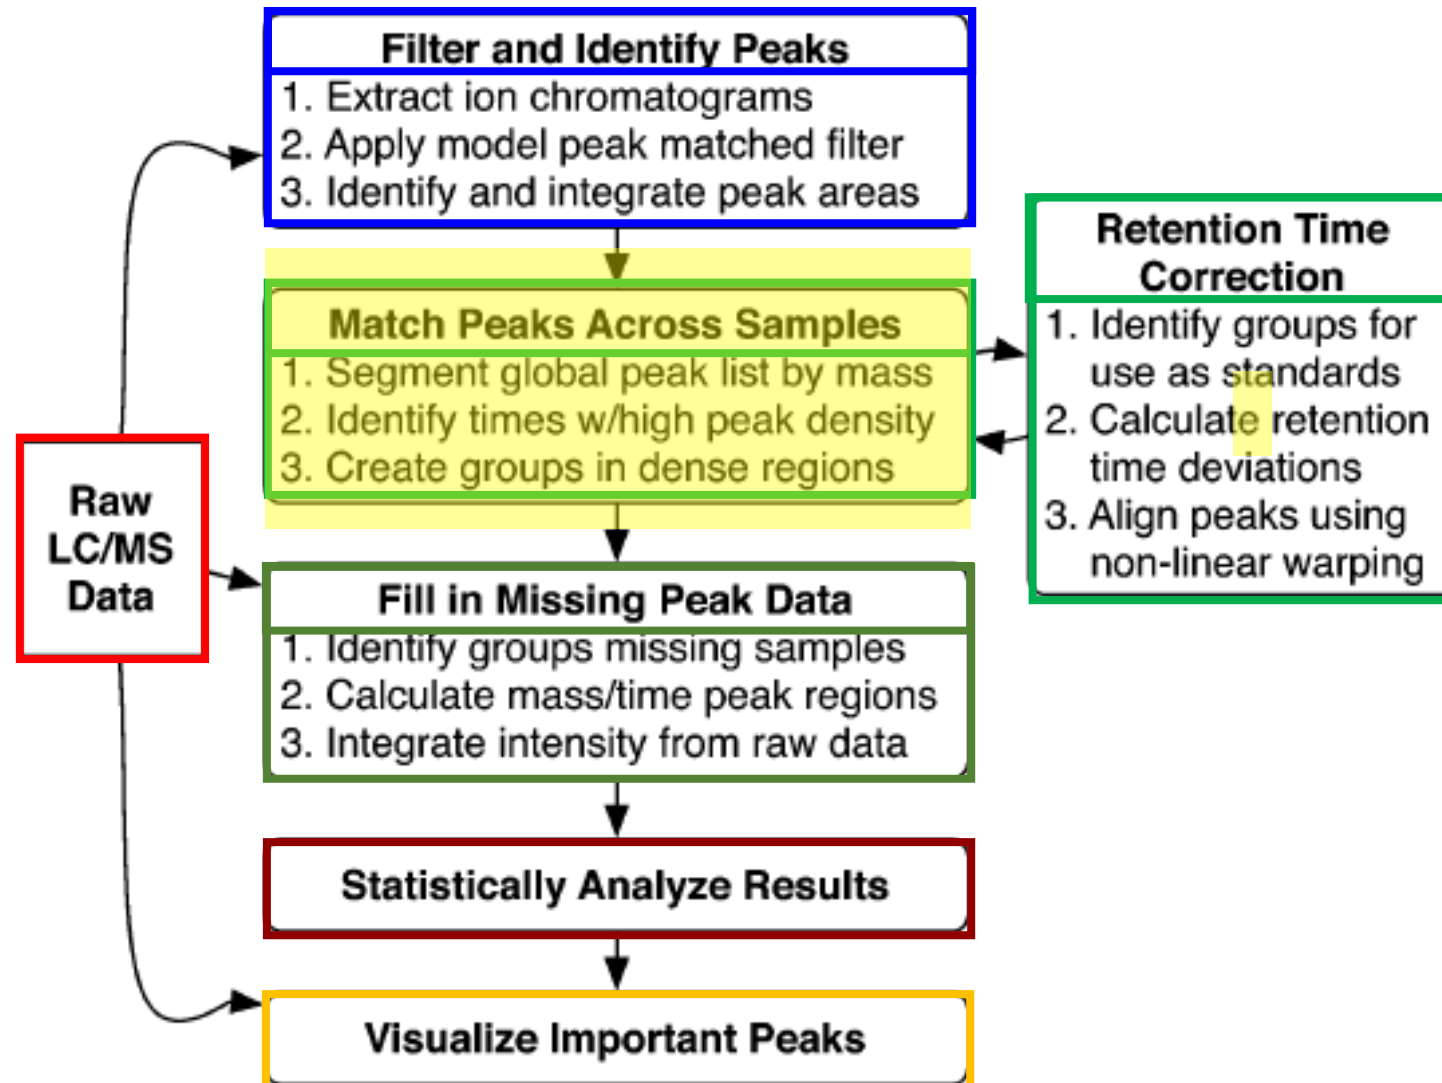 Filter and Identify Peaks
1. Extract ion chromatograms
2. Apply model peak matched filter
3. Identify and integrate peak areas
Match Peaks Across Samples
1. Segment global peak list by mass
2. Identify times w/high peak density
3. Create groups in dense regions
Retention Time
Correction
1. Identify groups for
use as standards
2. Calculate retention
time deviations
3. Align peaks using
non-linear warping
Raw
LC/MS
Data
Fill in Missing Peak Data
1. Identify groups missing samples
2. Calculate mass/time peak regions
3. Integrate intensity from raw data
Statistically Analyze Results
Visualize Important Peaks